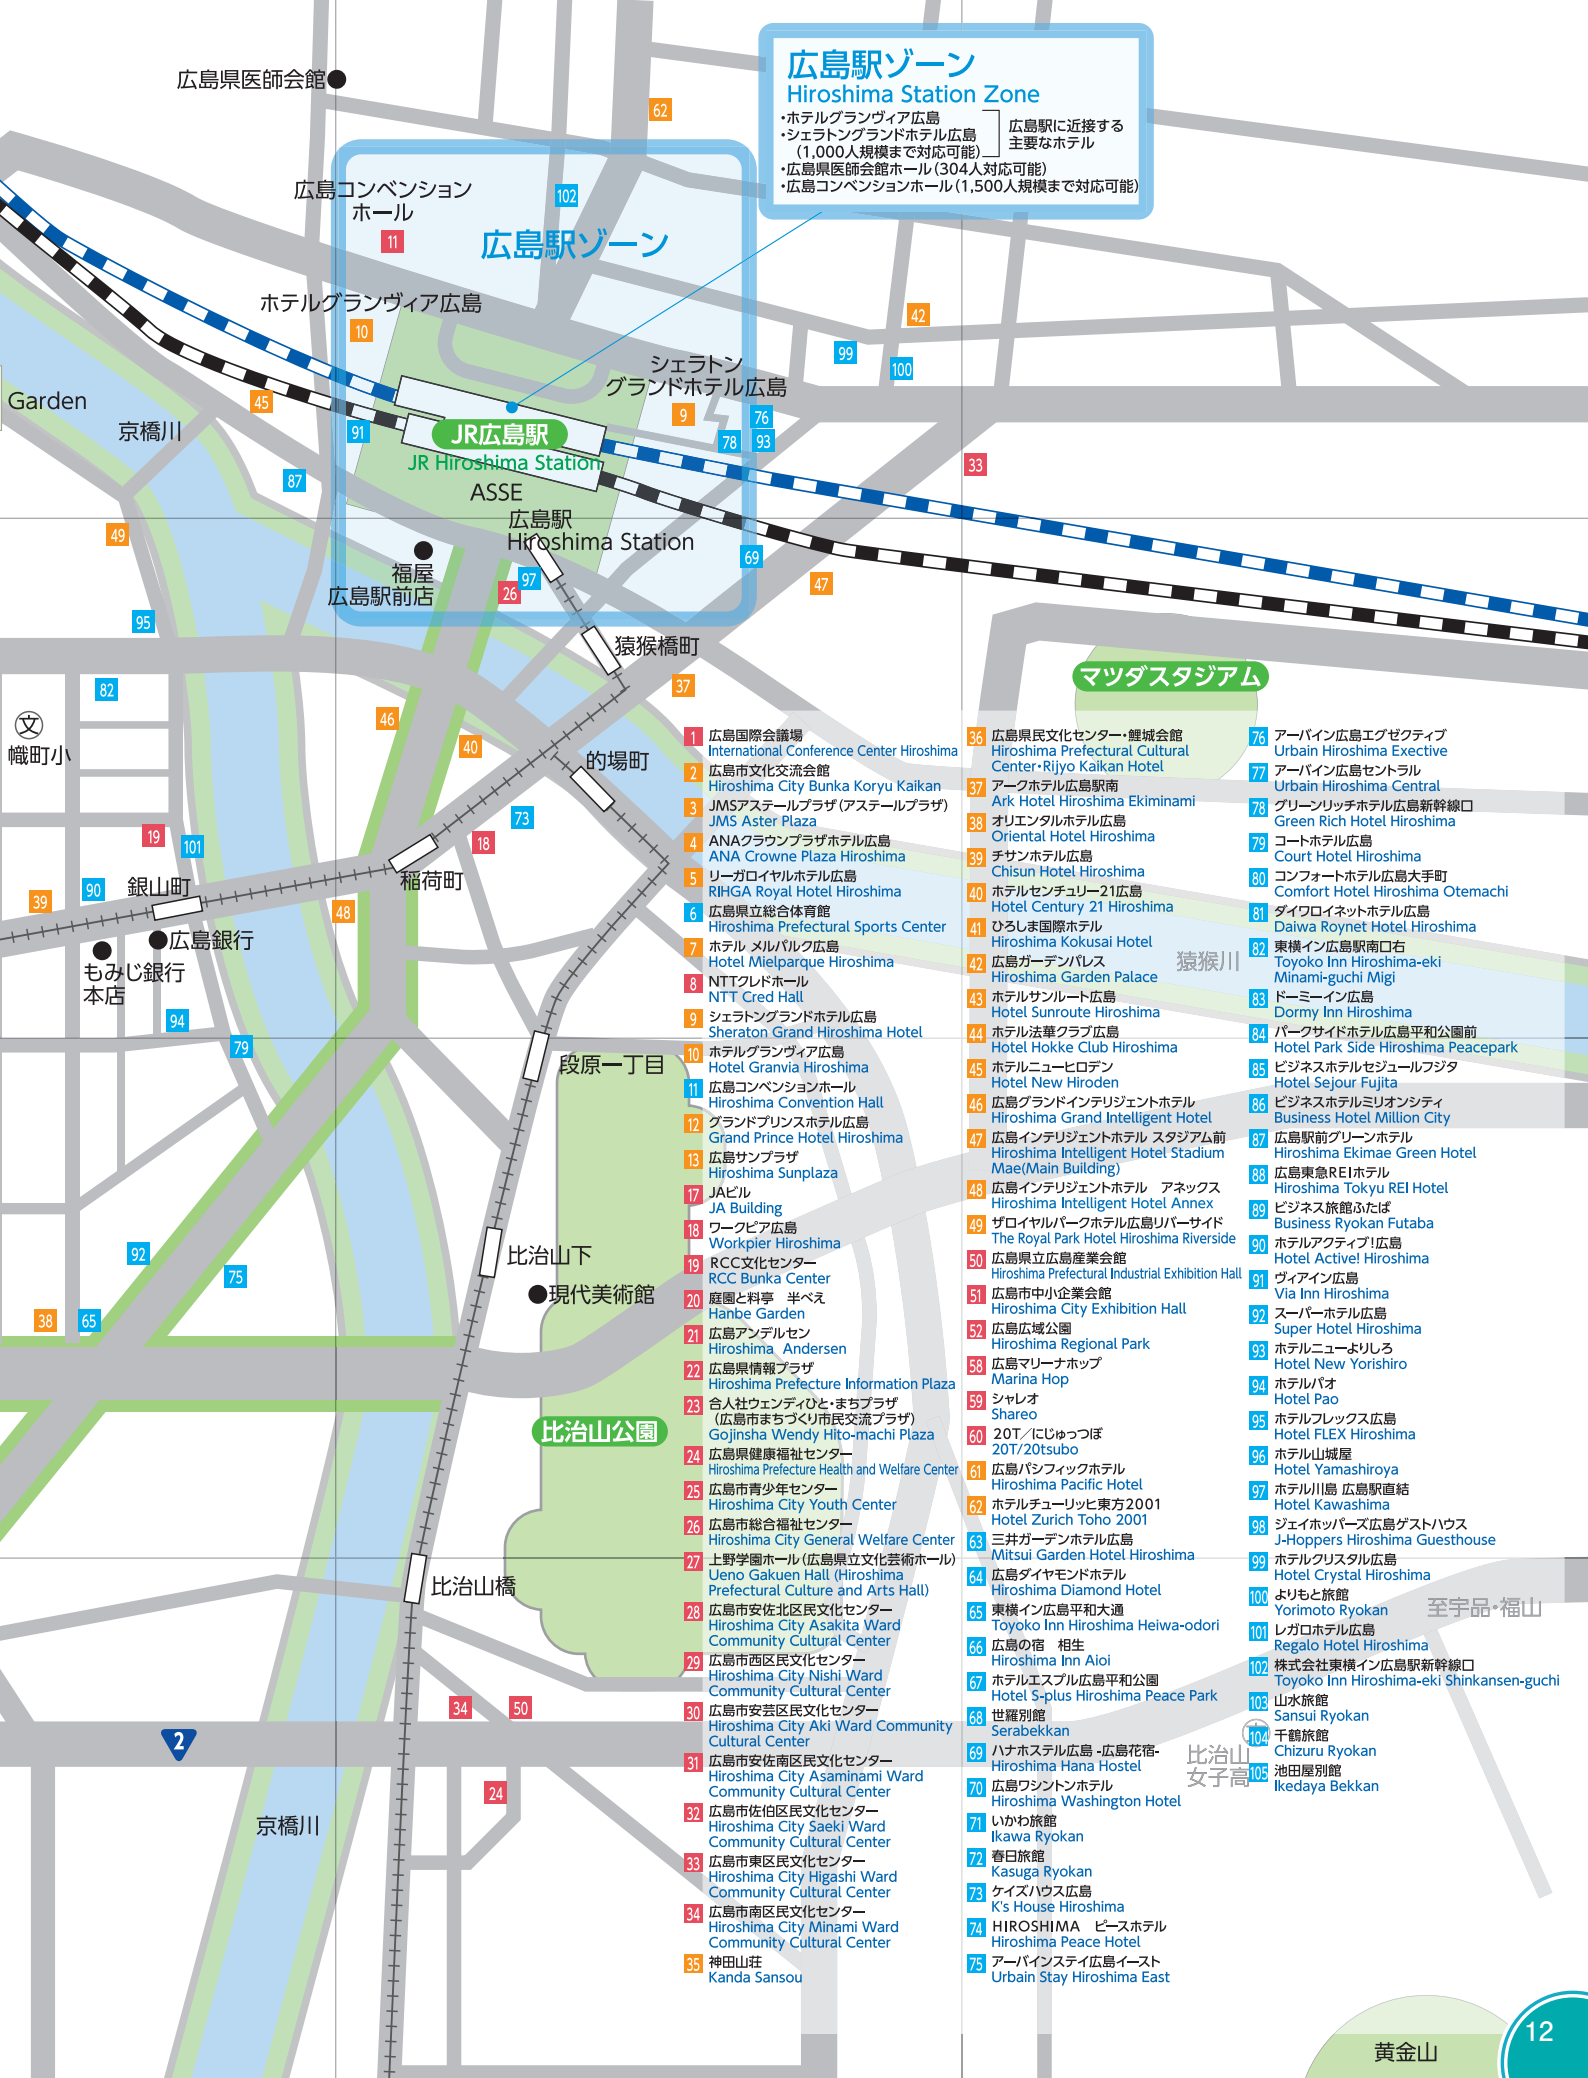 広島県医師会館
62
広島駅ゾーン
Hiroshima Station Zone
・ホテルグランヴィア広島
・シェラトングランドホテル広島
(1,000人規模まで対応可能)
広島駅に近接する
主要なホテル
・広島県医師会館ホール(304人対応可能)
・広島コンベンションホール(1,500人規模まで対応可能)
広島コンベンション
ホール
11
102
広島駅ゾーン
ホテルグランヴィア広島
10
42
99
100
シェラトン
グランドホテル広島
9
76
78
93
Garden
45
京橋川
91
JR広島駅
JR Hiroshima Station
ASSE
87
33
広島駅
Hiroshima Station
49
福屋
広島駅前店
26
97
69
47
95
猿猴橋町
マツダスタジアム
82
37
文
幟町小
46
40
的場町
73
19
101
18
稲荷町
90
銀山町
39
48
広島銀行
もみじ銀行
本店
94
79
段原一丁目
92
75
比治山下
現代美術館
38
65
比治山公園
比治山橋
34
50
2
24
京橋川
1 広島国際会議場
International Conference Center Hiroshima
2 広島市文化交流会館
Hiroshima City Bunka Koryu Kaikan
3 JMSアステールプラザ(アステールプラザ)
JMS Aster Plaza
4 ANAクラウンプラザホテル広島
ANA Crowne Plaza Hiroshima
5 リーガロイヤルホテル広島
RIHGA Royal Hotel Hiroshima
6 広島県立総合体育館
Hiroshima Prefectural Sports Center
7 ホテル メルパルク広島
Hotel Mielparque Hiroshima
8 NTTクレドホール
NTT Cred Hall
9 シェラトングランドホテル広島
Sheraton Grand Hiroshima Hotel
10 ホテルグランヴィア広島
Hotel Granvia Hiroshima
11 広島コンベンションホール
Hiroshima Convention Hall
12 グランドプリンスホテル広島
Grand Prince Hotel Hiroshima
13 広島サンプラザ
Hiroshima Sunplaza
17 JAビル
JA Building
18 ワークピア広島
Workpier Hiroshima
19 RCC文化センター
RCC Bunka Center
20 庭園と料亭　半べえ
Hanbe Garden
21 広島アンデルセン
Hiroshima Andersen
22 広島県情報プラザ
Hiroshima Prefecture Information Plaza
23 合人社ウェンディひと・まちプラザ
(広島市まちづくり市民交流プラザ)
Gojinsha Wendy Hito-machi Plaza
24 広島県健康福祉センター
Hiroshima Prefecture Health and Welfare Center
25 広島市青少年センター
Hiroshima City Youth Center
26 広島市総合福祉センター
Hiroshima City General Welfare Center
27 上野学園ホール(広島県立文化芸術ホール)
Ueno Gakuen Hall (Hiroshima
Prefectural Culture and Arts Hall)
28 広島市安佐北区民文化センター
Hiroshima City Asakita Ward
Community Cultural Center
29 広島市西区民文化センター
Hiroshima City Nishi Ward
Community Cultural Center
30 広島市安芸区民文化センター
Hiroshima City Aki Ward Community
Cultural Center
31 広島市安佐南区民文化センター
Hiroshima City Asaminami Ward
Community Cultural Center
32 広島市佐伯区民文化センター
Hiroshima City Saeki Ward
Community Cultural Center
33 広島市東区民文化センター
Hiroshima City Higashi Ward
Community Cultural Center
34 広島市南区民文化センター
Hiroshima City Minami Ward
Community Cultural Center
35 神田山荘
Kanda Sansou
36 広島県民文化センター・鯉城会館
Hiroshima Prefectural Cultural
Center・Rijyo Kaikan Hotel
37 アークホテル広島駅南
Ark Hotel Hiroshima Ekiminami
38 オリエンタルホテル広島
Oriental Hotel Hiroshima
39 チサンホテル広島
Chisun Hotel Hiroshima
40 ホテルセンチュリー21広島
Hotel Century 21 Hiroshima
41 ひろしま国際ホテル
Hiroshima Kokusai Hotel
42 広島ガーデンパレス
Hiroshima Garden Palace
43 ホテルサンルート広島
Hotel Sunroute Hiroshima
44 ホテル法華クラブ広島
Hotel Hokke Club Hiroshima
45 ホテルニューヒロデン
Hotel New Hiroden
46 広島グランドインテリジェントホテル
Hiroshima Grand Intelligent Hotel
47 広島インテリジェントホテル スタジアム前
Hiroshima Intelligent Hotel Stadium
Mae(Main Building)
48 広島インテリジェントホテル　アネックス
Hiroshima Intelligent Hotel Annex
49 ザロイヤルパークホテル広島リバーサイド
The Royal Park Hotel Hiroshima Riverside
50 広島県立広島産業会館
Hiroshima Prefectural Industrial Exhibition Hall
51 広島市中小企業会館
Hiroshima City Exhibition Hall
52 広島広域公園
Hiroshima Regional Park
58 広島マリーナホップ
Marina Hop
59 シャレオ
Shareo
60 20T/にじゅっつぼ
20T/20tsubo
61 広島パシフィックホテル
Hiroshima Pacific Hotel
62 ホテルチューリッヒ東方2001
Hotel Zurich Toho 2001
63 三井ガーデンホテル広島
Mitsui Garden Hotel Hiroshima
64 広島ダイヤモンドホテル
Hiroshima Diamond Hotel
65 東横イン広島平和大通
Toyoko Inn Hiroshima Heiwa-odori
66 広島の宿　相生
Hiroshima Inn Aioi
67 ホテルエスプル広島平和公園
Hotel S-plus Hiroshima Peace Park
68 世羅別館
Serabekkan
69 ハナホステル広島 -広島花宿-
Hiroshima Hana Hostel
70 広島ワシントンホテル
Hiroshima Washington Hotel
71 いかわ旅館
Ikawa Ryokan
72 春日旅館
Kasuga Ryokan
73 ケイズハウス広島
K's House Hiroshima
74 HIROSHIMA　ピースホテル
Hiroshima Peace Hotel
75 アーバインステイ広島イースト
Urbain Stay Hiroshima East
76 アーバイン広島エグゼクティブ
Urbain Hiroshima Exective
77 アーバイン広島セントラル
Urbain Hiroshima Central
78 グリーンリッチホテル広島新幹線口
Green Rich Hotel Hiroshima
79 コートホテル広島
Court Hotel Hiroshima
80 コンフォートホテル広島大手町
Comfort Hotel Hiroshima Otemachi
81 ダイワロイネットホテル広島
Daiwa Roynet Hotel Hiroshima
82 東横イン広島駅南口右
Toyoko Inn Hiroshima-eki
Minami-guchi Migi
83 ドーミーイン広島
Dormy Inn Hiroshima
84 パークサイドホテル広島平和公園前
Hotel Park Side Hiroshima Peacepark
85 ビジネスホテルセジュールフジタ
Hotel Sejour Fujita
86 ビジネスホテルミリオンシティ
Business Hotel Million City
87 広島駅前グリーンホテル
Hiroshima Ekimae Green Hotel
88 広島東急REIホテル
Hiroshima Tokyu REI Hotel
89 ビジネス旅館ふたば
Business Ryokan Futaba
90 ホテルアクティブ!広島
Hotel Active! Hiroshima
91 ヴィアイン広島
Via Inn Hiroshima
92 スーパーホテル広島
Super Hotel Hiroshima
93 ホテルニューよりしろ
Hotel New Yorishiro
94 ホテルパオ
Hotel Pao
95 ホテルフレックス広島
Hotel FLEX Hiroshima
96 ホテル山城屋
Hotel Yamashiroya
97 ホテル川島 広島駅直結
Hotel Kawashima
98 ジェイホッパーズ広島ゲストハウス
J-Hoppers Hiroshima Guesthouse
99 ホテルクリスタル広島
Hotel Crystal Hiroshima
100 よりもと旅館
Yorimoto Ryokan
101 レガロホテル広島
Regalo Hotel Hiroshima
102 株式会社東横イン広島駅新幹線口
Toyoko Inn Hiroshima-eki Shinkansen-guchi
103 山水旅館
Sansui Ryokan
104 千鶴旅館
Chizuru Ryokan
105 池田屋別館
Ikedaya Bekkan
猿猴川
至宇品・福山
比治山
女子高
黄金山
12